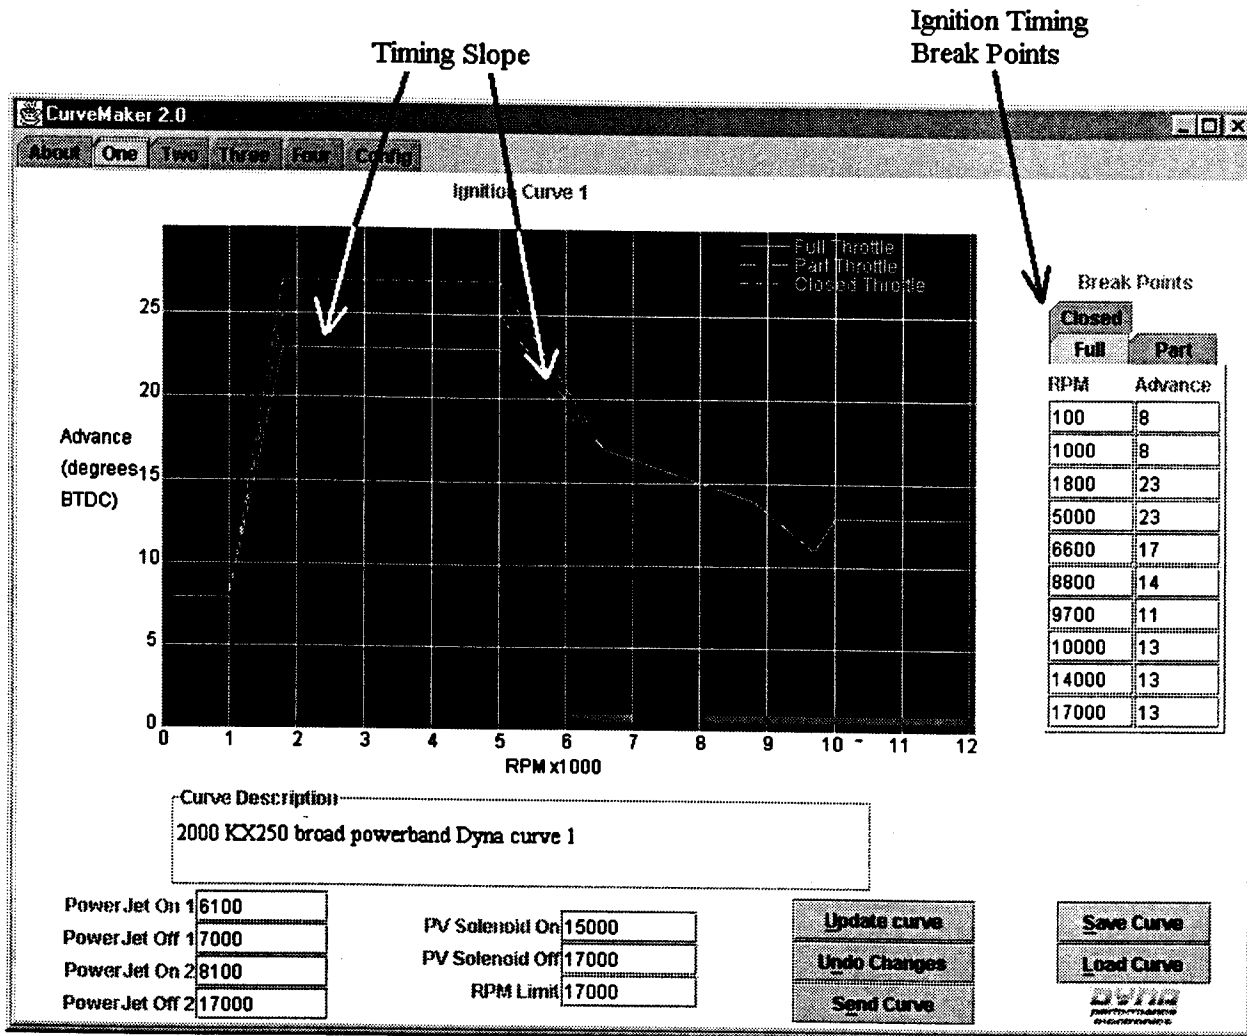 Timing Slope
Ignition Timing
Break Points
CurveMaker 2.0
About One Two Three Four Config
Ignition Curve 1
Full Throttle
Part Throttle
Closed Throttle
25
20
15
10
5
0
Advance
(degrees
BTDC)
0 1 2 3 4 5 6 7 8 9 10 11 12
RPM x1000
Break Points
Closed
Full Part
RPM Advance
100 8
1000 8
1800 23
5000 23
6600 17
8800 14
9700 11
10000 13
14000 13
17000 13
Curve Description
2000 KX250 broad powerband Dyna curve 1
PowerJet On 1 6100
PowerJet Off 1 7000
PowerJet On 2 8100
PowerJet Off 2 17000
PV Solenoid On 15000
PV Solenoid Off 17000
RPM Limit 17000
Update curve
Undo Changes
Send Curve
Save Curve
Load Curve
DYNA
performance
electronics